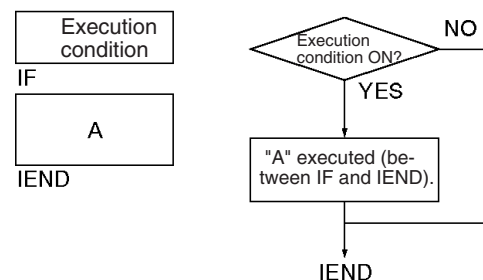 Execution
condition
IF
A
IEND
Execution
condition ON?
NO
YES
"A" executed (be-
tween IF and IEND).
IEND